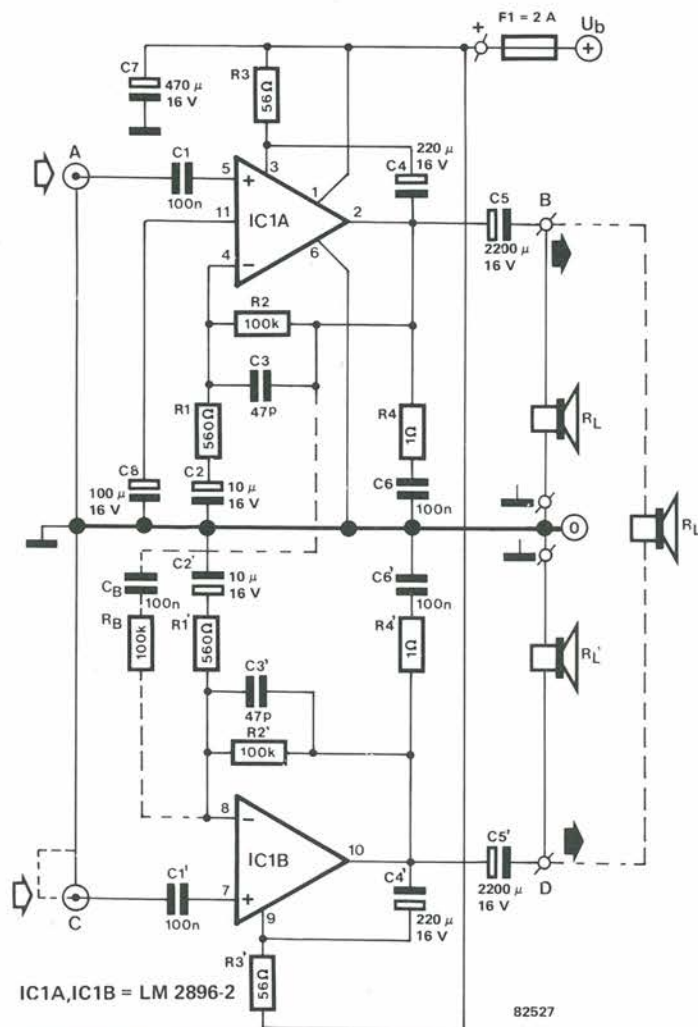 F1 = 2 A
Ub
+
+
C7
470 µ
16 V
R3
56Ω
220 µ
16 V
C4
A
C1
100n
5
+
3
1
2
IC1A
11
4
−
6
C5
2200 µ
16 V
B
R2
100k
C3
47p
R1
560Ω
R4
1Ω
RL
C8
100 µ
16 V
C2
10 µ
16 V
C6
100n
0
RL
C2'
10 µ
16 V
C6'
100n
CB
100n
RB
100k
R1'
560Ω
R4'
1Ω
RL'
C3'
47p
R2'
100k
8
−
IC1B
10
C5'
2200 µ
16 V
D
C
C1'
100n
7
+
9
C4'
220 µ
16 V
R3'
56Ω
IC1A,IC1B = LM 2896-2
82527